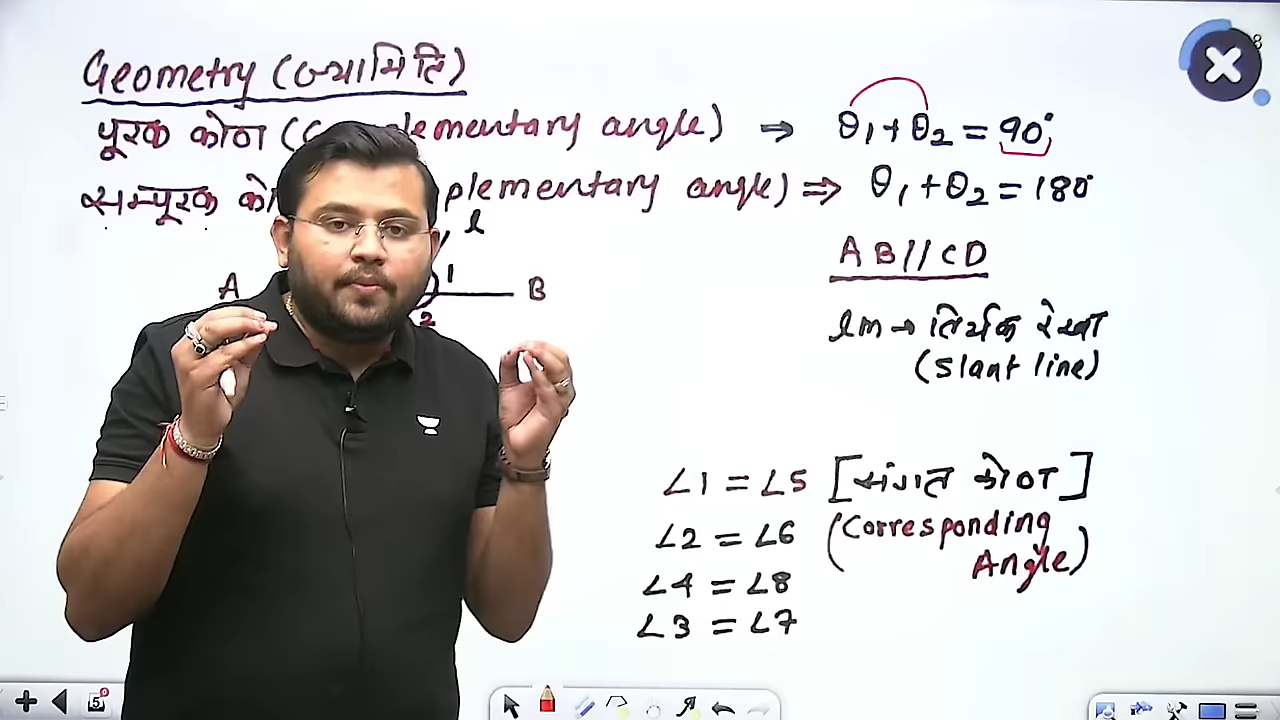 Geometry (ज्यामिति)
पूरक कोण (C plementary angle) ⇒ θ1+θ2 = 90°
सम्पूरक को plementary angle) ⇒ θ1+θ2 = 180°
l
A 1 B
2
AB//CD
lm → तिर्यक रेखा
(slant line)
∠1 = ∠5 [संगत कोण]
∠2 = ∠6 (Corresponding
Angle)
∠4 = ∠8
∠3 = ∠7
5